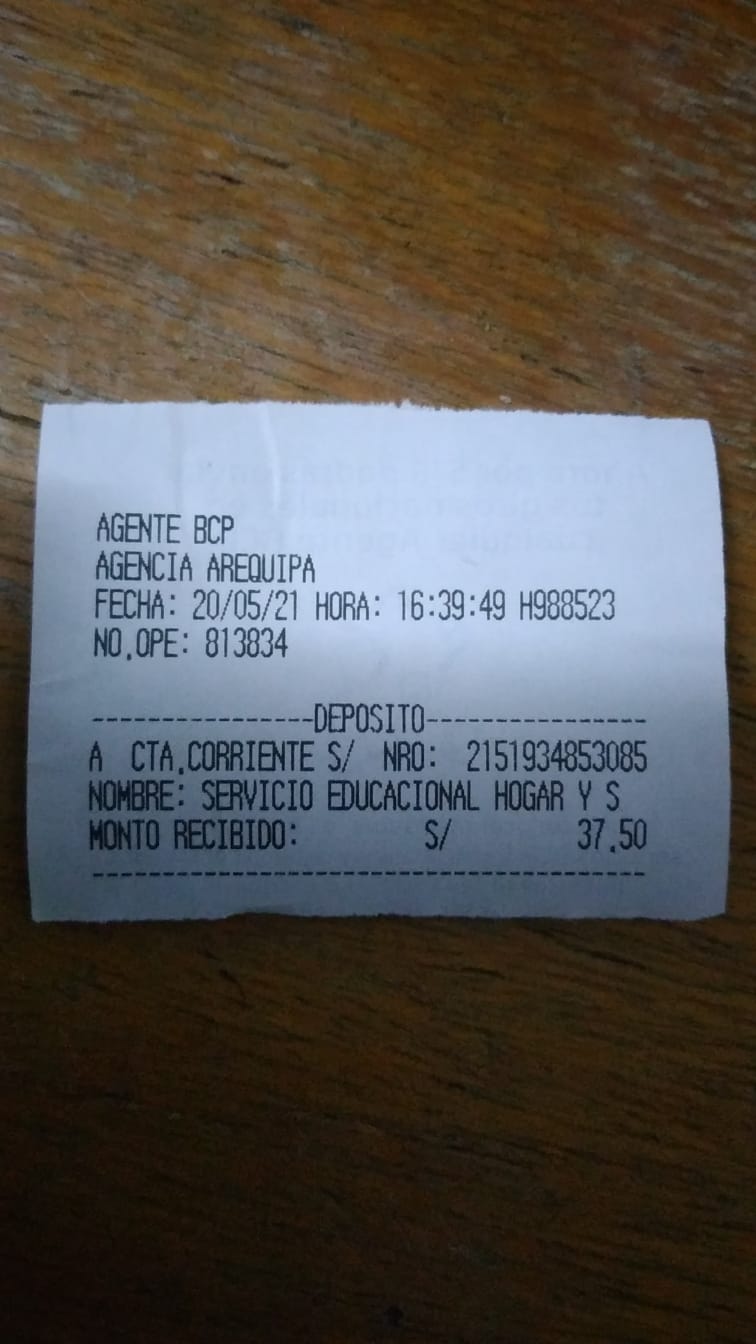 AGENTE BCP
AGENCIA AREQUIPA
FECHA: 20/05/21 HORA: 16:39:49 H988523
NO.OPE: 813834
----------------DEPOSITO----------------
A CTA.CORRIENTE S/ NRO: 2151934853085
NOMBRE: SERVICIO EDUCACIONAL HOGAR Y S
MONTO RECIBIDO: S/ 37.50
----------------------------------------